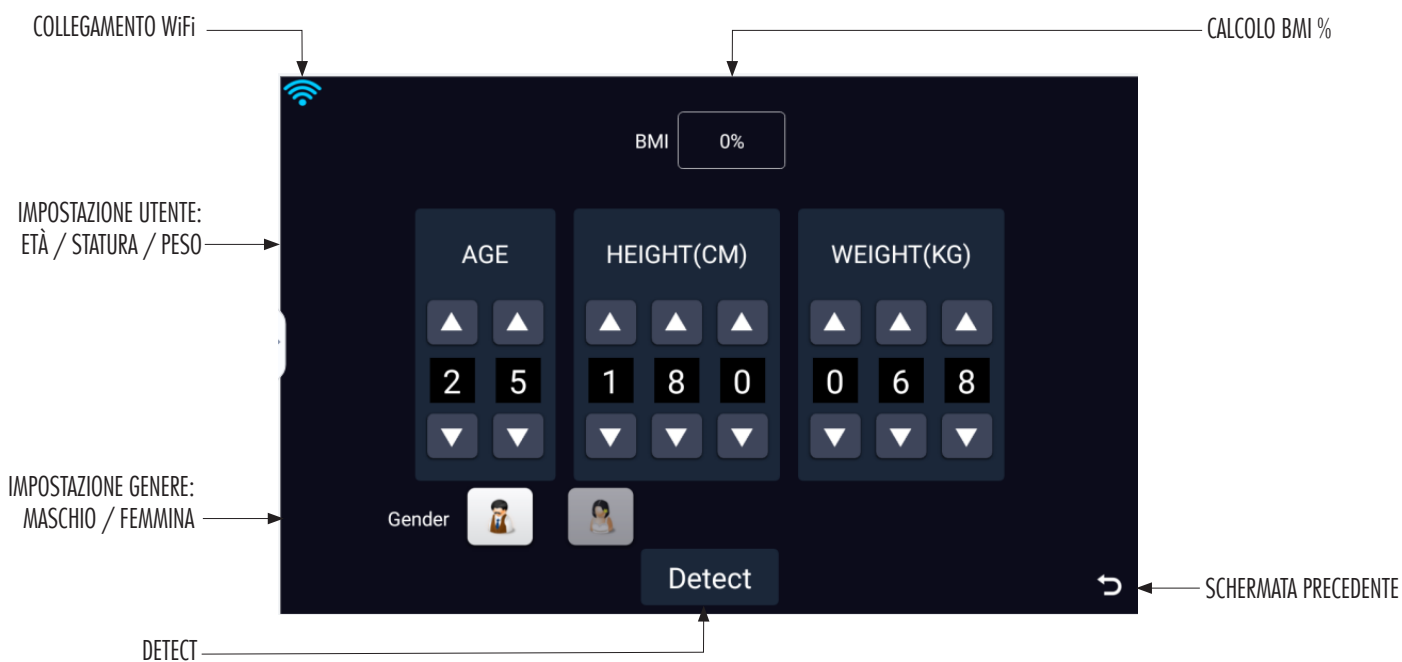 COLLEGAMENTO WiFi
CALCOLO BMI %
BMI 0%
IMPOSTAZIONE UTENTE:
ETÀ / STATURA / PESO
AGE HEIGHT(CM) WEIGHT(KG)
2 5 1 8 0 0 6 8
IMPOSTAZIONE GENERE:
MASCHIO / FEMMINA
Gender
Detect
SCHERMATA PRECEDENTE
DETECT